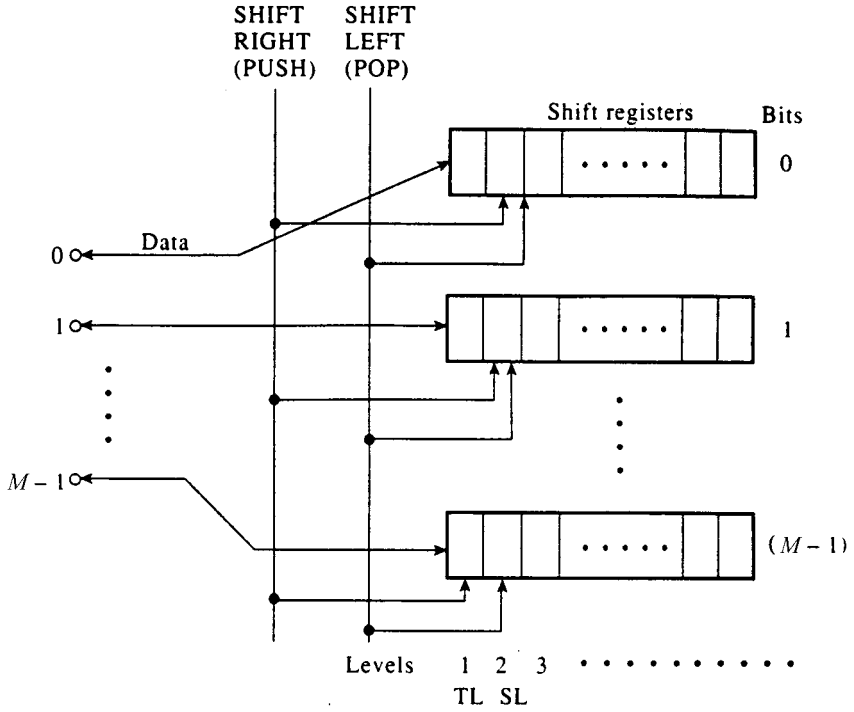 SHIFT RIGHT (PUSH)
SHIFT LEFT (POP)
Shift registers
Bits
0
0
Data
1
1
M – 1
(M – 1)
Levels 1 2 3
TL SL